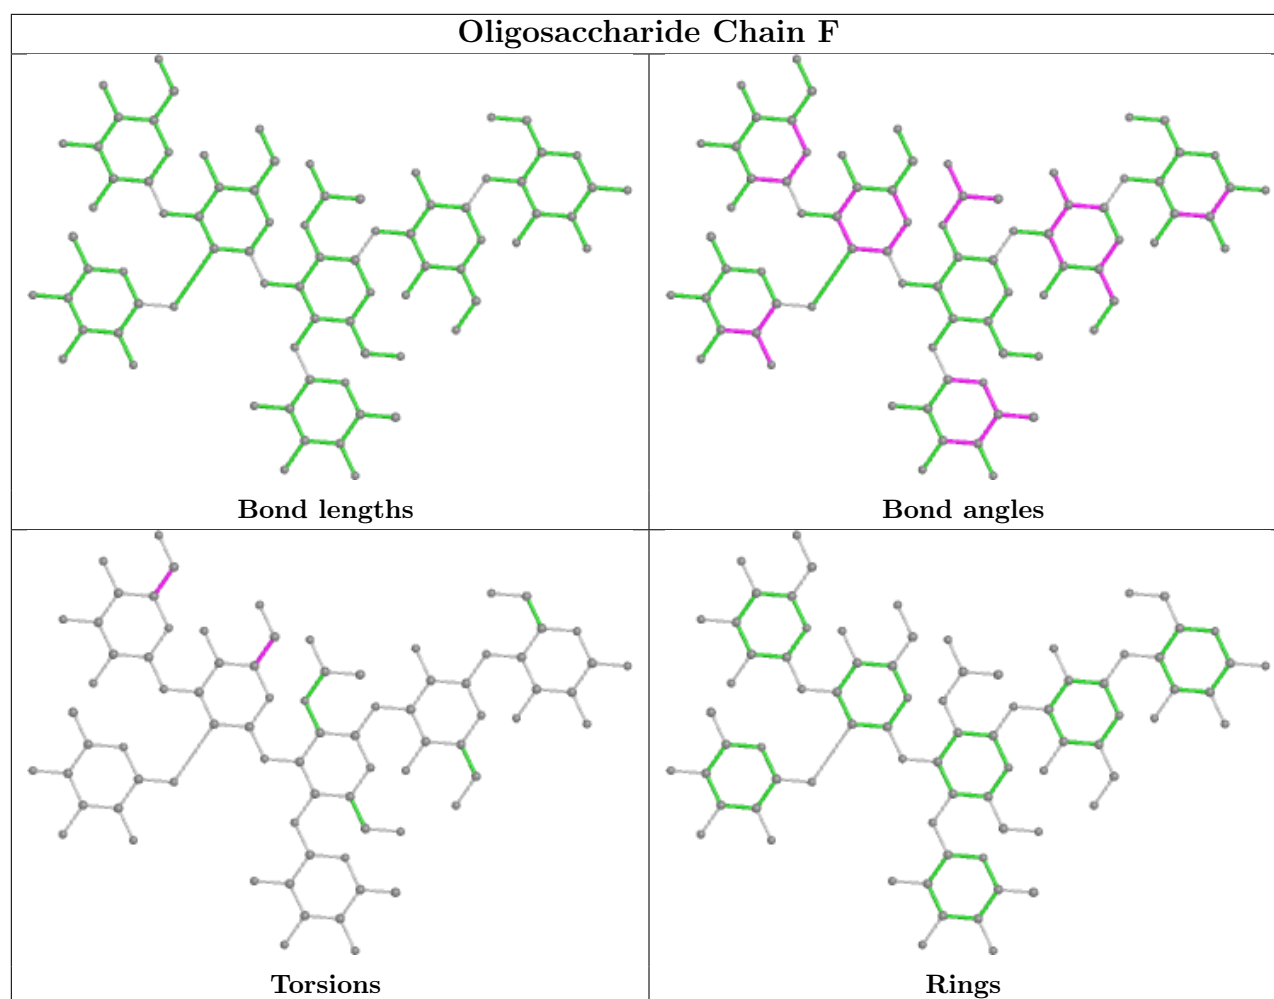 Oligosaccharide Chain F
Bond lengths
Bond angles
Torsions
Rings